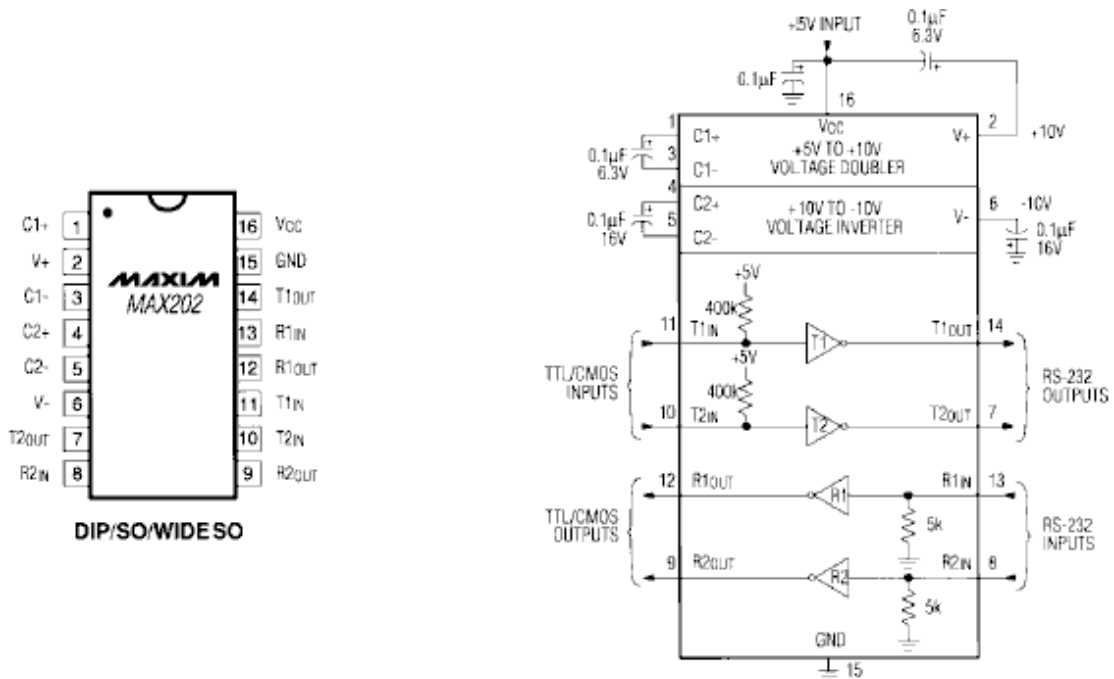 C1+ 1
V+ 2
C1- 3
C2+ 4
C2- 5
V- 6
T2OUT 7
R2IN 8
MAXIM
MAX202
16 VCC
15 GND
14 T1OUT
13 R1IN
12 R1OUT
11 T1IN
10 T2IN
9 R2OUT
DIP/SO/WIDE SO
+5V INPUT
0.1µF
6.3V
0.1µF
16
1
C1+
VCC
V+
2
+10V
0.1µF
6.3V
3
C1-
+5V TO +10V
VOLTAGE DOUBLER
4
C2+
0.1µF
16V
5
C2-
+10V TO -10V
VOLTAGE INVERTER
V-
6
-10V
0.1µF
16V
+5V
400k
11
T1IN
T1
T1OUT
14
+5V
400k
TTL/CMOS
INPUTS
RS-232
OUTPUTS
10
T2IN
T2
T2OUT
7
12
R1OUT
R1
R1IN
13
5k
TTL/CMOS
OUTPUTS
RS-232
INPUTS
9
R2OUT
R2
R2IN
8
5k
GND
15